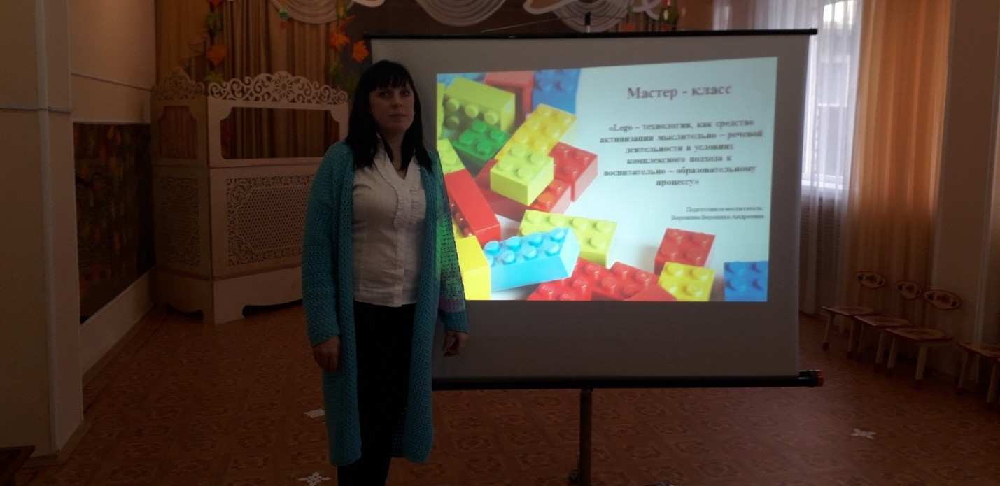 Мастер - класс
«Lego – технология, как средство
активизации мыслительно – речевой
деятельности в условиях
комплексного подхода к
воспитательно – образовательному
процессу»
Подготовила воспитатель:
Вероника Андреевна